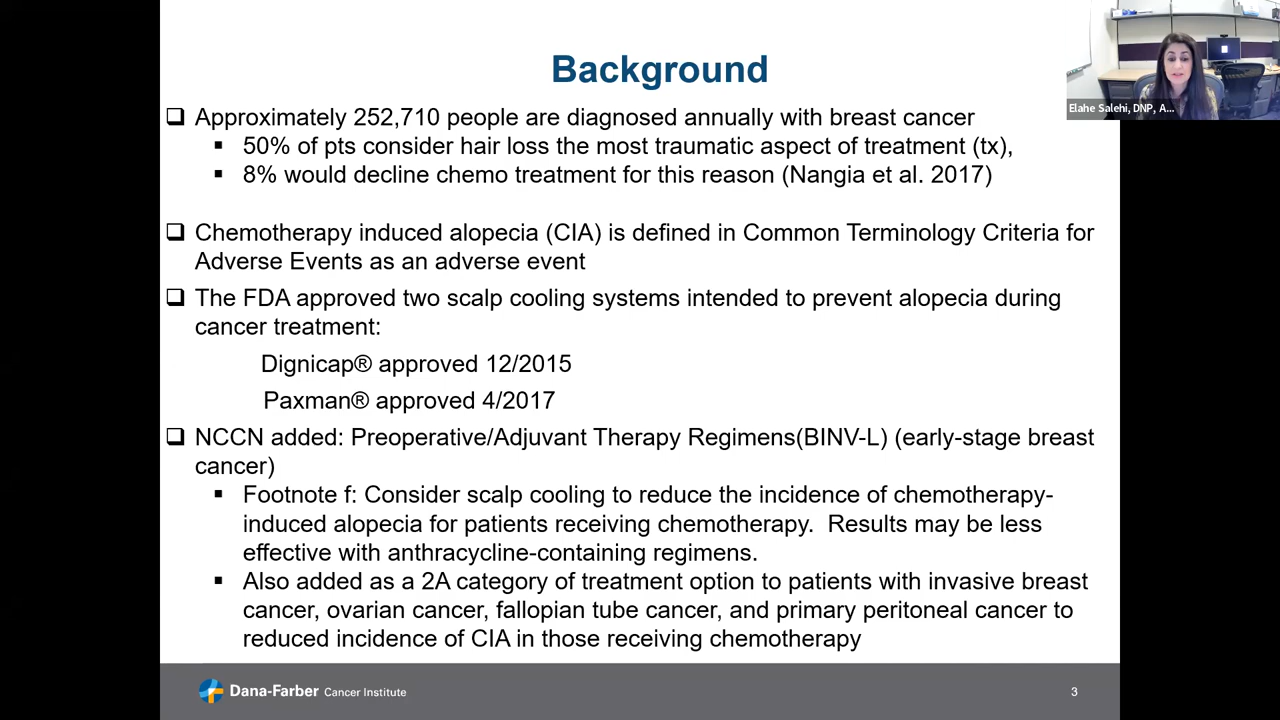 Background
Elahe Salehi, DNP, A...
❑ Approximately 252,710 people are diagnosed annually with breast cancer
▪ 50% of pts consider hair loss the most traumatic aspect of treatment (tx),
▪ 8% would decline chemo treatment for this reason (Nangia et al. 2017)
❑ Chemotherapy induced alopecia (CIA) is defined in Common Terminology Criteria for
Adverse Events as an adverse event
❑ The FDA approved two scalp cooling systems intended to prevent alopecia during
cancer treatment:
Dignicap® approved 12/2015
Paxman® approved 4/2017
❑ NCCN added: Preoperative/Adjuvant Therapy Regimens(BINV-L) (early-stage breast
cancer)
▪ Footnote f: Consider scalp cooling to reduce the incidence of chemotherapy-
induced alopecia for patients receiving chemotherapy.  Results may be less
effective with anthracycline-containing regimens.
▪ Also added as a 2A category of treatment option to patients with invasive breast
cancer, ovarian cancer, fallopian tube cancer, and primary peritoneal cancer to
reduced incidence of CIA in those receiving chemotherapy
Dana-Farber Cancer Institute
3